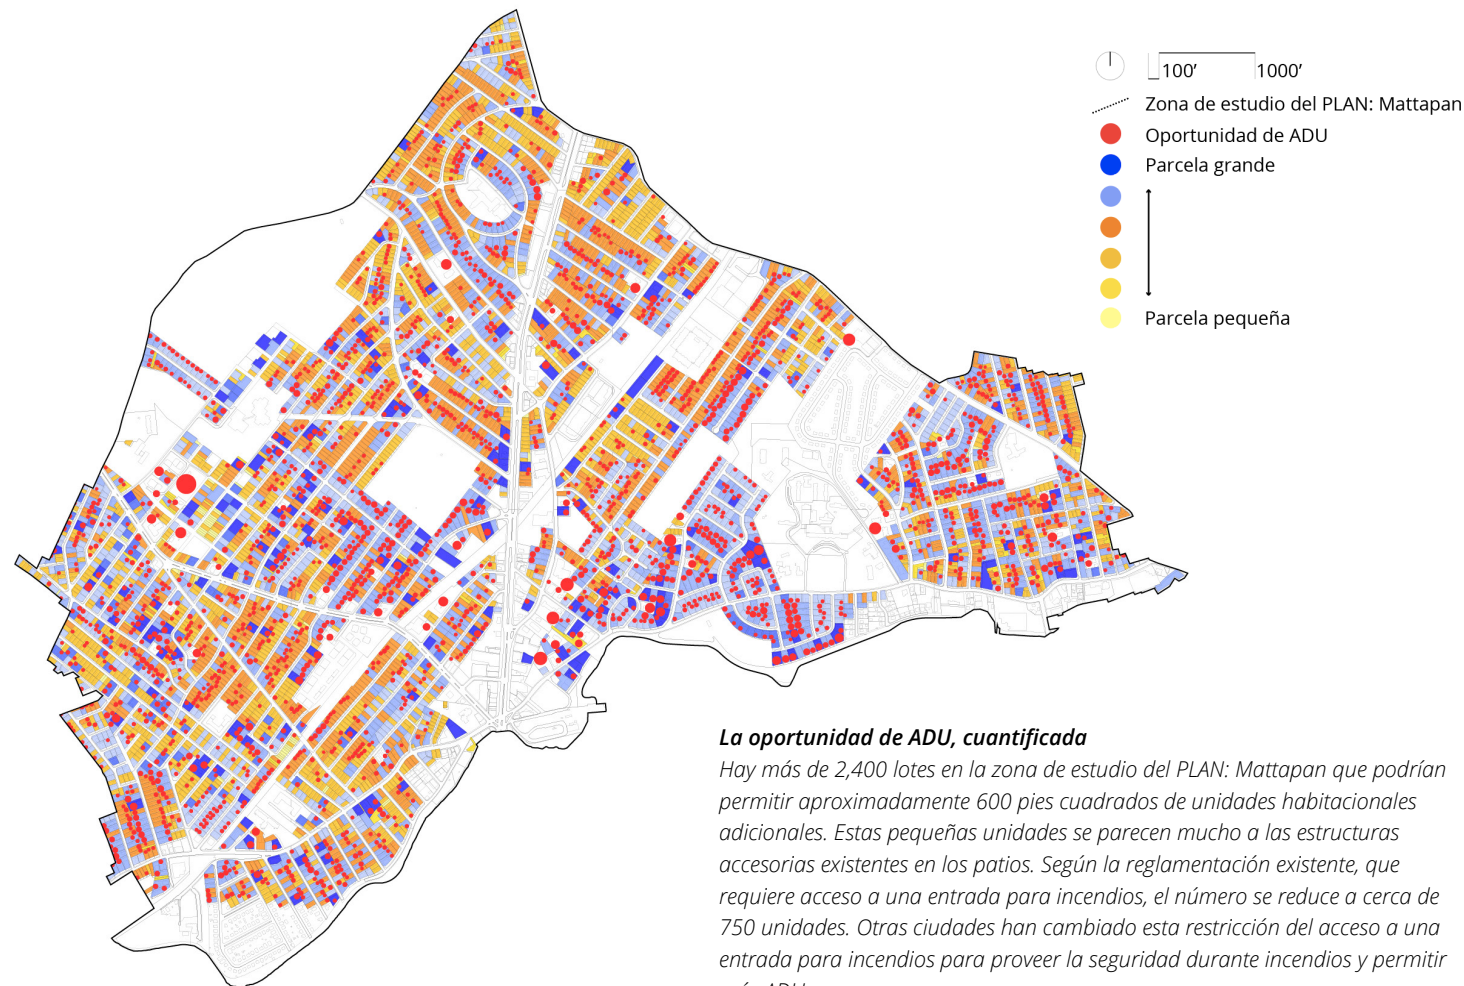 100’ 1000’
Zona de estudio del PLAN: Mattapan
Oportunidad de ADU
Parcela grande
Parcela pequeña
La oportunidad de ADU, cuantificada
Hay más de 2,400 lotes en la zona de estudio del PLAN: Mattapan que podrían
permitir aproximadamente 600 pies cuadrados de unidades habitacionales
adicionales. Estas pequeñas unidades se parecen mucho a las estructuras
accesorias existentes en los patios. Según la reglamentación existente, que
requiere acceso a una entrada para incendios, el número se reduce a cerca de
750 unidades. Otras ciudades han cambiado esta restricción del acceso a una
entrada para incendios para proveer la seguridad durante incendios y permitir